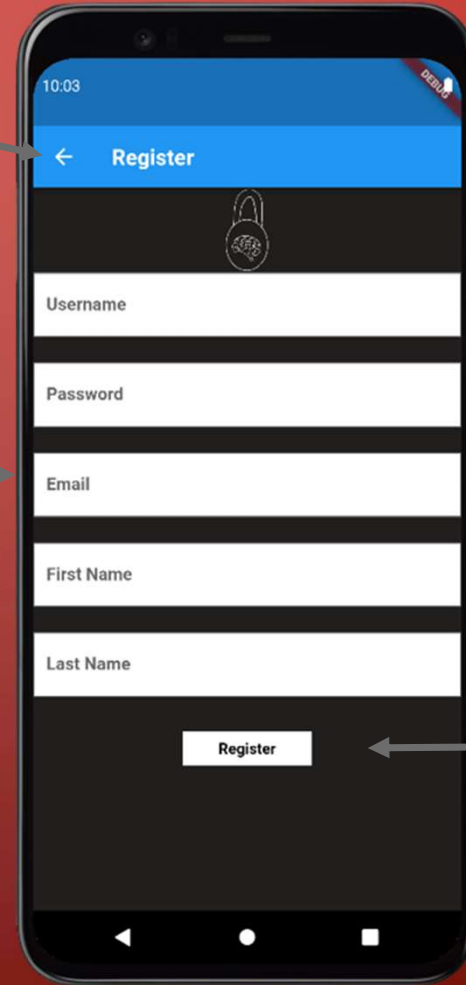 10:03
DEBUG
Register
Username
Password
Email
First Name
Last Name
Register